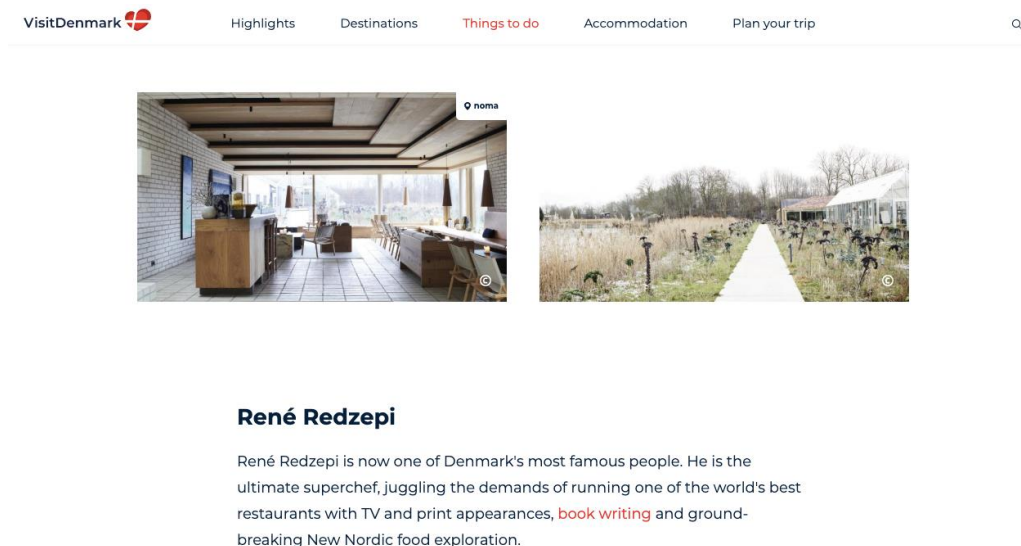 VisitDenmark
Highlights Destinations Things to do Accommodation Plan your trip
noma
©
©
René Redzepi
René Redzepi is now one of Denmark's most famous people. He is the
ultimate superchef, juggling the demands of running one of the world's best
restaurants with TV and print appearances, book writing and ground-
breaking New Nordic food exploration.